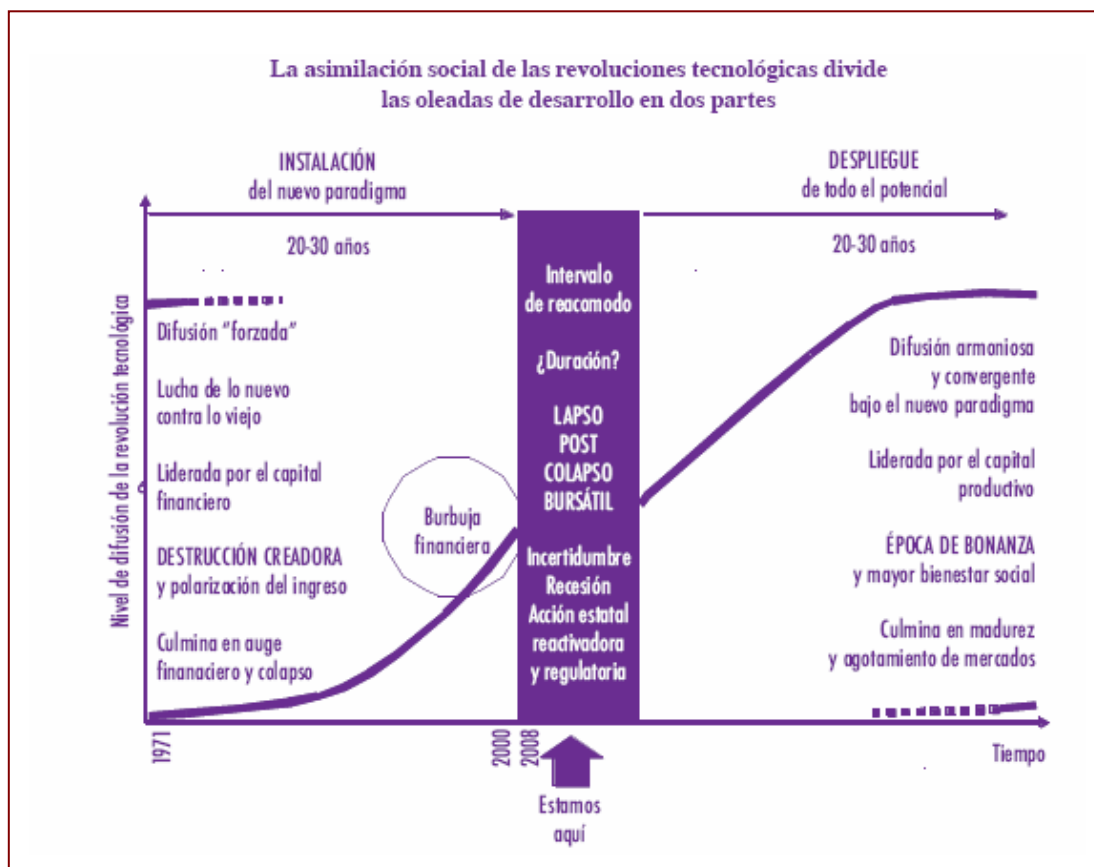 La asimilación social de las revoluciones tecnológicas divide
las oleadas de desarrollo en dos partes
INSTALACIÓN
del nuevo paradigma
20-30 años
DESPLIEGUE
de todo el potencial
20-30 años
Nivel de difusión de la revolución tecnológica
Difusión "forzada"
Lucha de lo nuevo
contra lo viejo
Liderada por el capital
financiero
DESTRUCCIÓN CREADORA
y polarización del ingreso
Culmina en auge
finanaciero y colapso
Burbuja
financiera
Intervalo
de reacamodo
¿Duración?
LAPSO
POST
COLAPSO
BURSÁTIL
Incertidumbre
Recesión
Acción estatal
reactivadora
y regulatoria
Difusión armoniosa
y convergente
bajo el nuevo paradigma
Liderada por el capital
productivo
ÉPOCA DE BONANZA
y mayor bienestar social
Culmina en madurez
y agotamiento de mercados
1971
2000
2008
Tiempo
Estamos
aquí